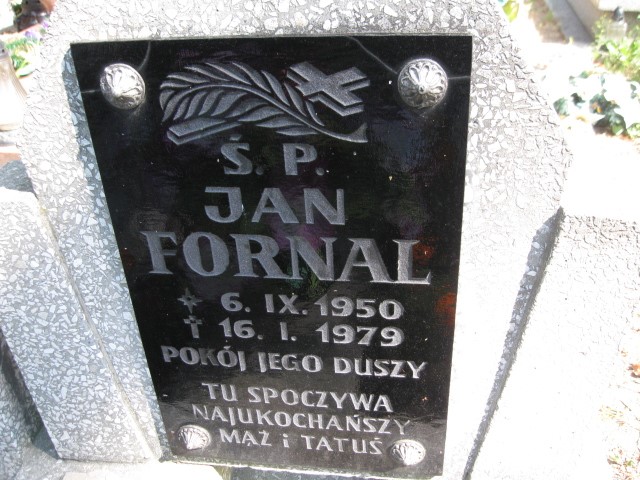 Ś. P.
JAN
FORNAL
6. IX. 1950
16. I. 1979
POKÓJ JEGO DUSZY
TU SPOCZYWA
NAJUKOCHAŃSZY
MĄŻ i TATUŚ